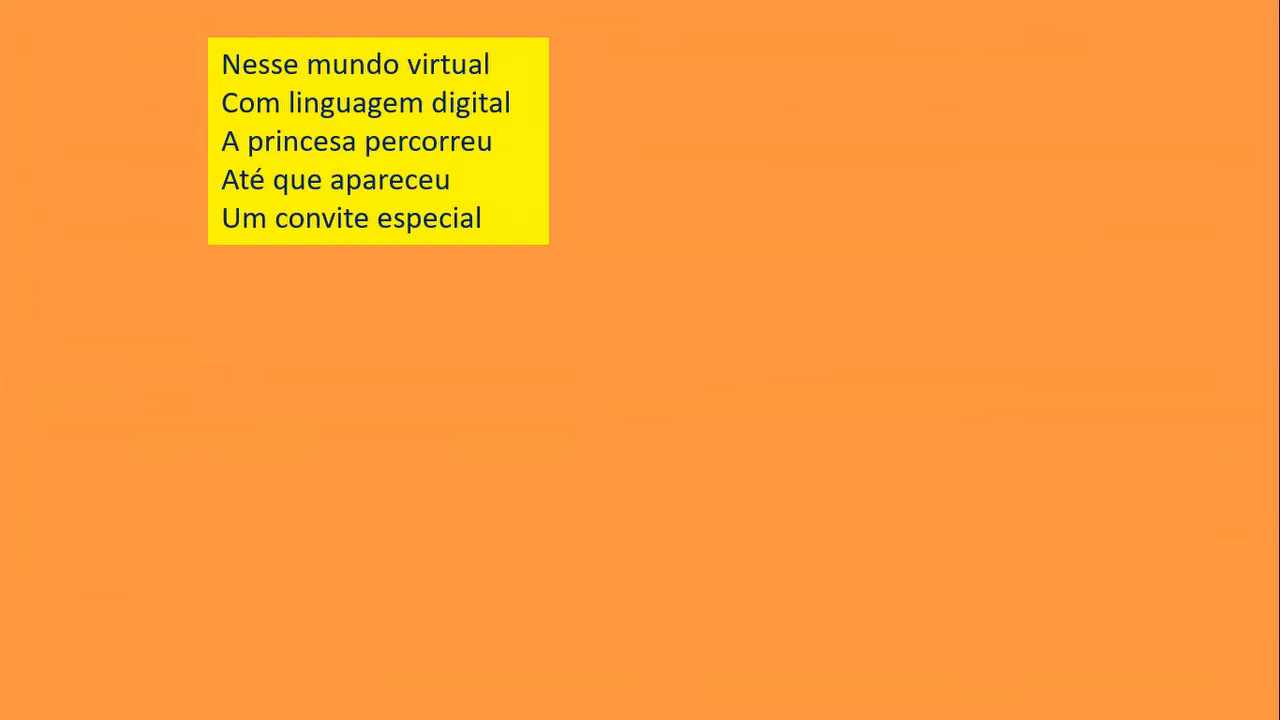 Nesse mundo virtual
Com linguagem digital
A princesa percorreu
Até que apareceu
Um convite especial